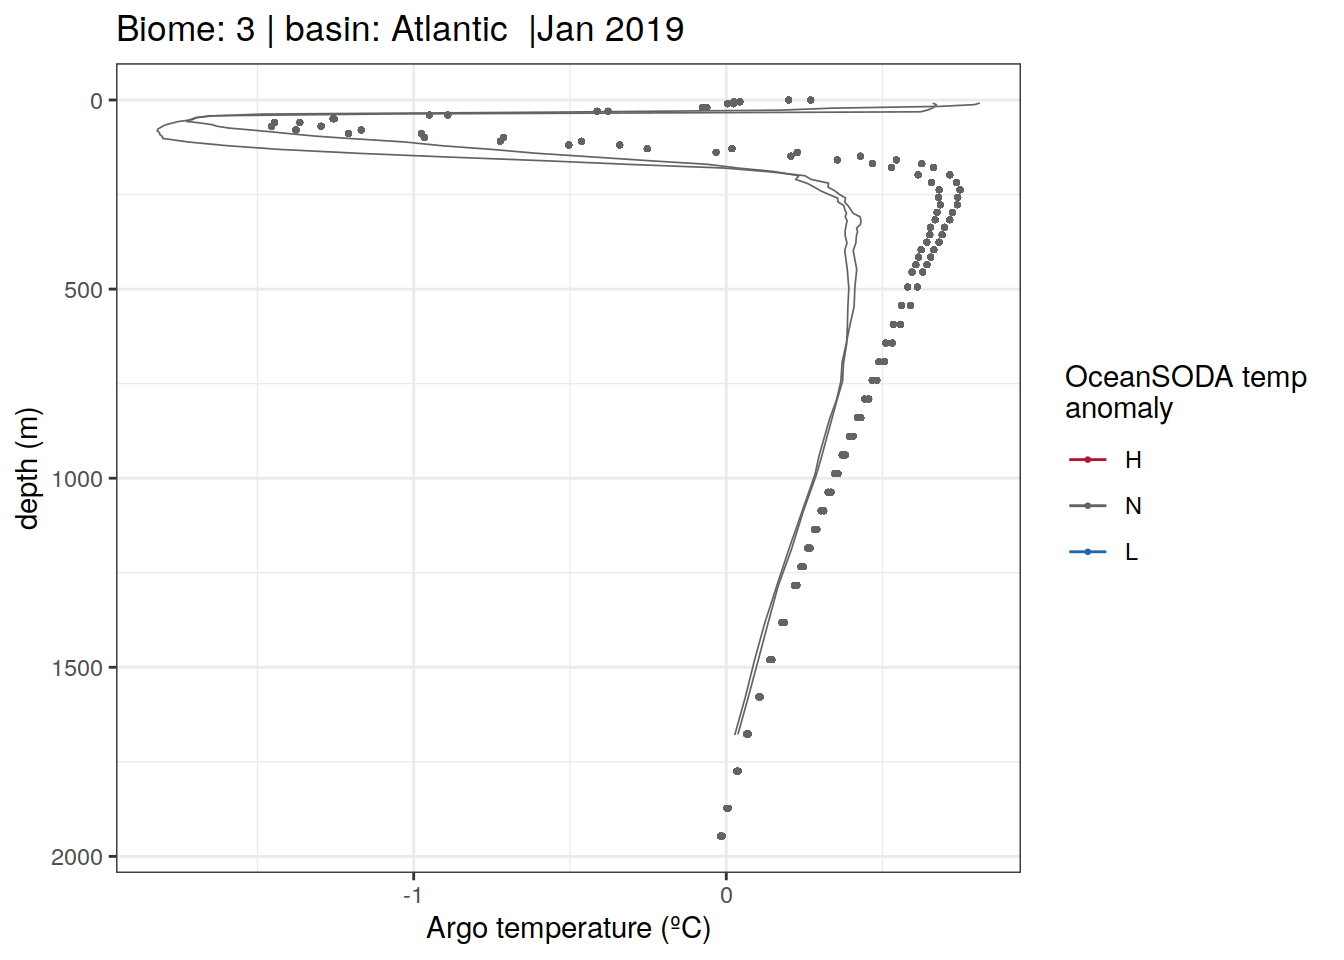 Biome: 3 | basin: Atlantic  |Jan 2019
0
500
1000
1500
2000
depth (m)
-1
0
Argo temperature (ºC)
OceanSODA temp
anomaly
H
N
L